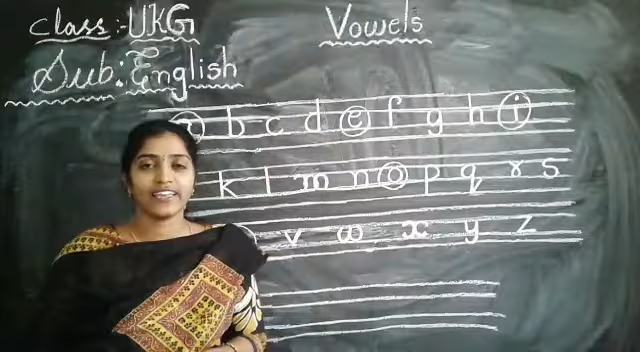 Class:- UKG
Vowels
Sub: English
a b c d e f g h i
k l m n o p q r s
v w x y z